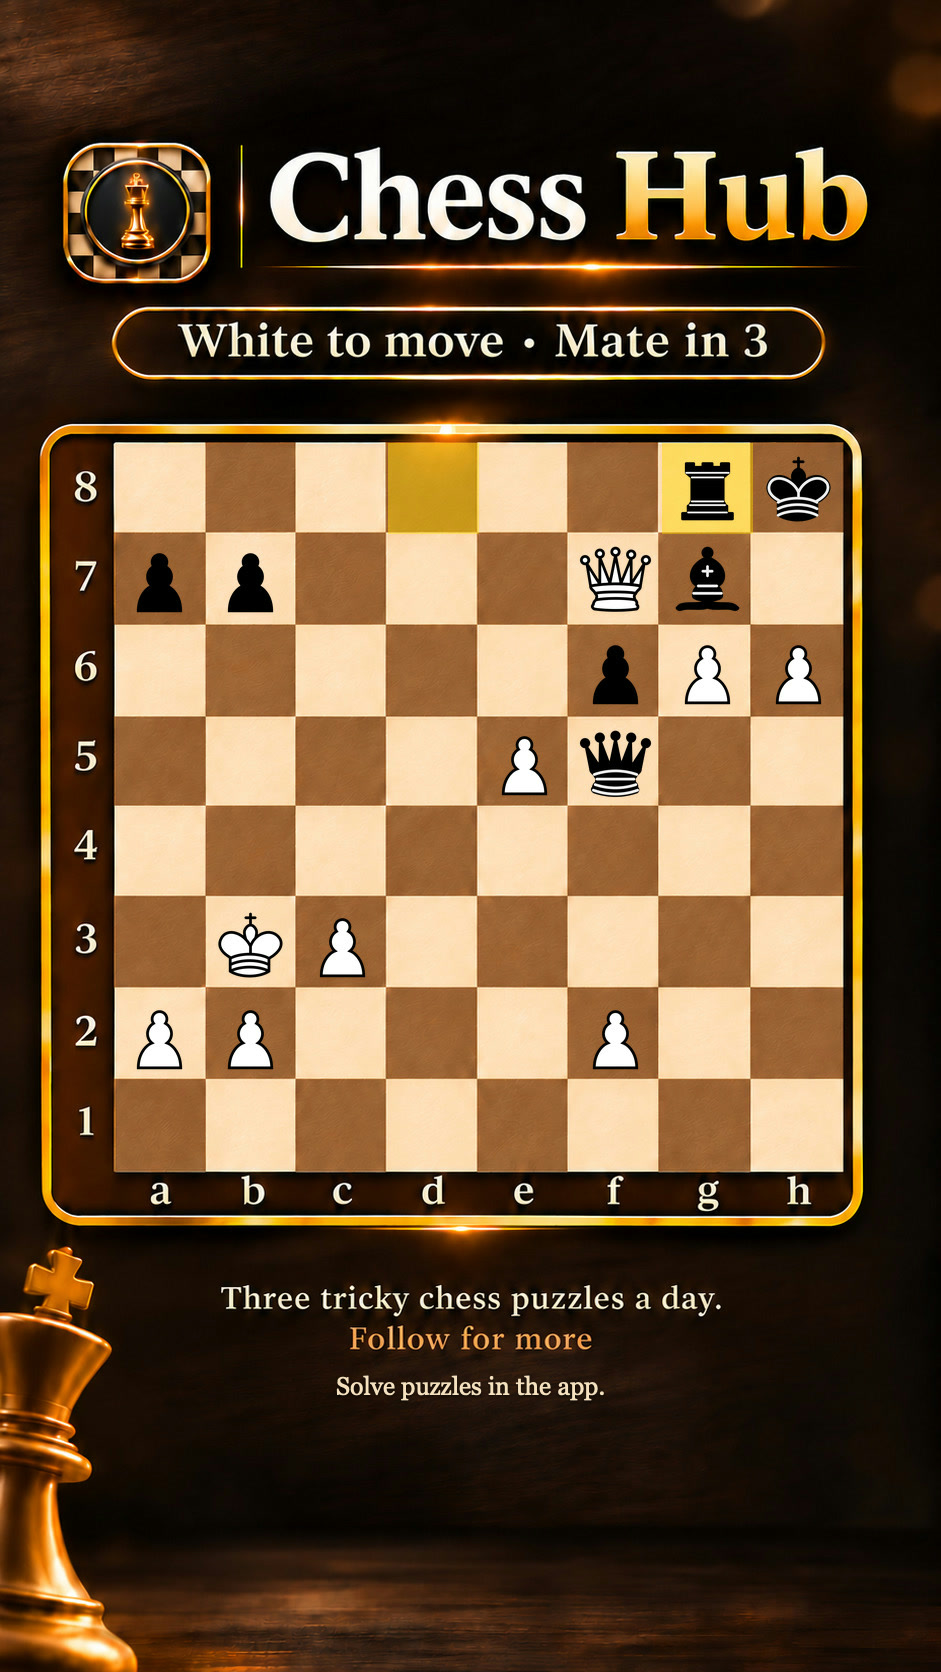 Chess Hub
White to move • Mate in 3
8
7
6
5
4
3
2
1
a b c d e f g h
Three tricky chess puzzles a day.
Follow for more
Solve puzzles in the app.